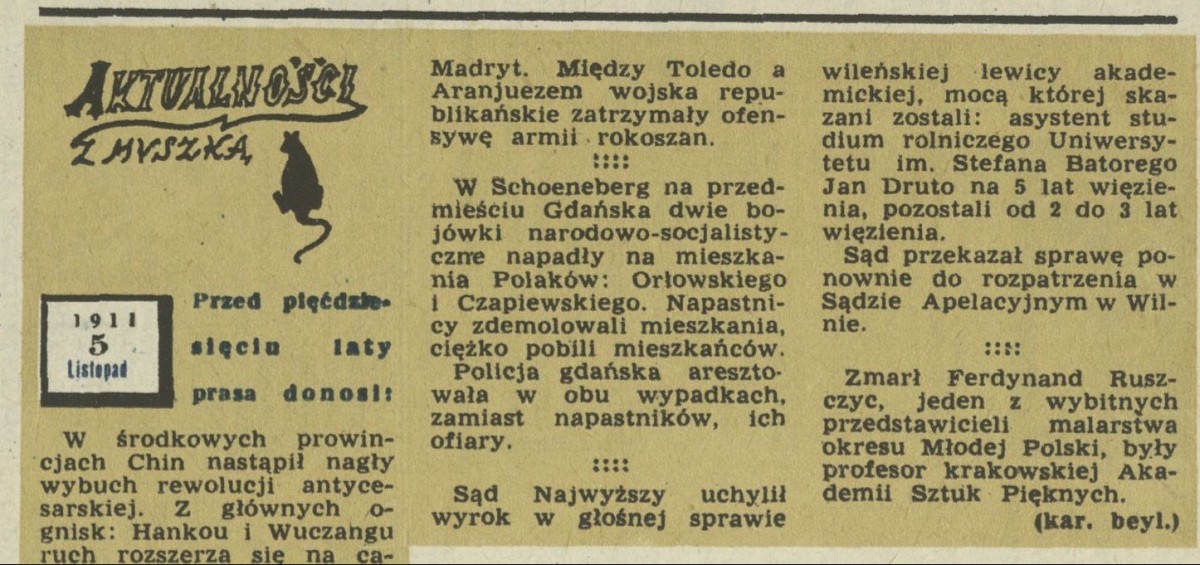 AKTUALNOŚCI
Z MYSZKĄ
1911
5
Listopad
Przed pięćdzie-
sięciu laty
prasa donosi:
W środkowych prowin-
cjach Chin nastąpił nagły
wybuch rewolucji antyce-
sarskiej. Z głównych o-
gnisk: Hankou i Wuczangu
ruch rozszerza się na ca-
Madryt. Między Toledo a
Aranjuezem wojska repu-
blikańskie zatrzymały ofen-
sywę armii rokoszan.
::::
W Schoeneberg na przed-
mieściu Gdańska dwie bo-
jówki narodowo-socjalisty-
czne napadły na mieszka-
nia Polaków: Orłowskiego
i Czapiewskiego. Napastni-
cy zdemolowali mieszkania,
ciężko pobili mieszkańców.
Policja gdańska areszto-
wała w obu wypadkach,
zamiast napastników, ich
ofiary.
::::
Sąd Najwyższy uchylił
wyrok w głośnej sprawie
wileńskiej lewicy akade-
mickiej, mocą której ska-
zani zostali: asystent stu-
dium rolniczego Uniwersy-
tetu im. Stefana Batorego
Jan Druto na 5 lat więzie-
nia, pozostali od 2 do 3 lat
więzienia.
Sąd przekazał sprawę po-
nownie do rozpatrzenia w
Sądzie Apelacyjnym w Wil-
nie.
::::
Zmarł Ferdynand Rusz-
czyc, jeden z wybitnych
przedstawicieli malarstwa
okresu Młodej Polski, były
profesor krakowskiej Aka-
demii Sztuk Pięknych.
(kar. beyl.)